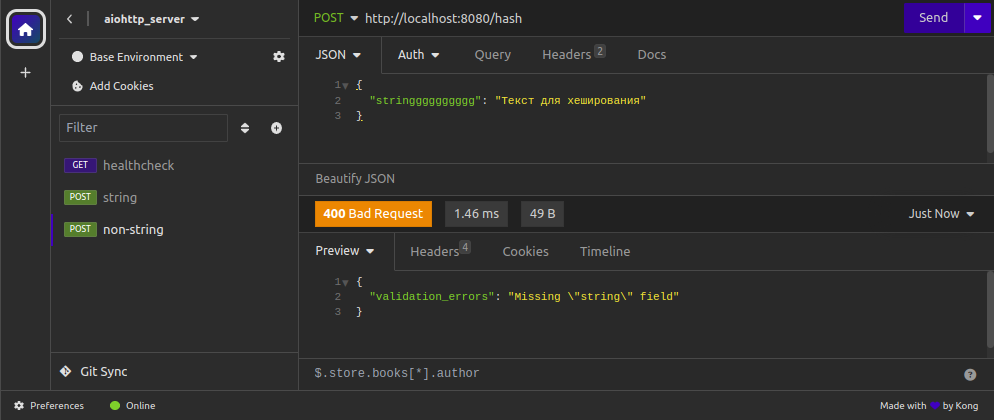 aiohttp_server
Base Environment
Add Cookies
Filter
GET healthcheck
POST string
POST non-string
Git Sync
POST http://localhost:8080/hash
Send
JSON Auth Query Headers 2 Docs
1 {
2 "stringgggggggggg": "Текст для хеширования"
3 }
Beautify JSON
400 Bad Request 1.46 ms 49 B Just Now
Preview Headers 4 Cookies Timeline
1 {
2 "validation_errors": "Missing \"string\" field"
3 }
$.store.books[*].author
Preferences Online Made with by Kong